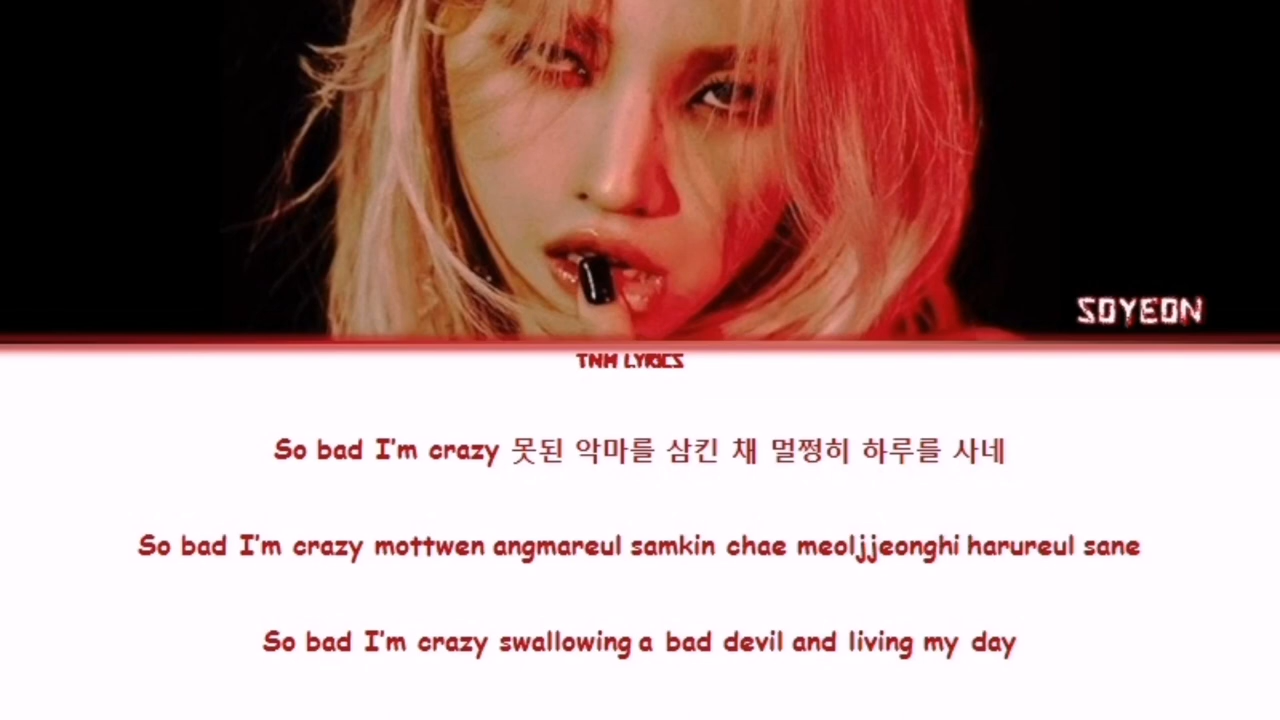 SOYEON
TNM LYRICS
So bad I'm crazy 못된 악마를 삼킨 채 멀쩡히 하루를 사네
So bad I'm crazy mottwen angmareul samkin chae meoljjeonghi harureul sane
So bad I'm crazy swallowing a bad devil and living my day